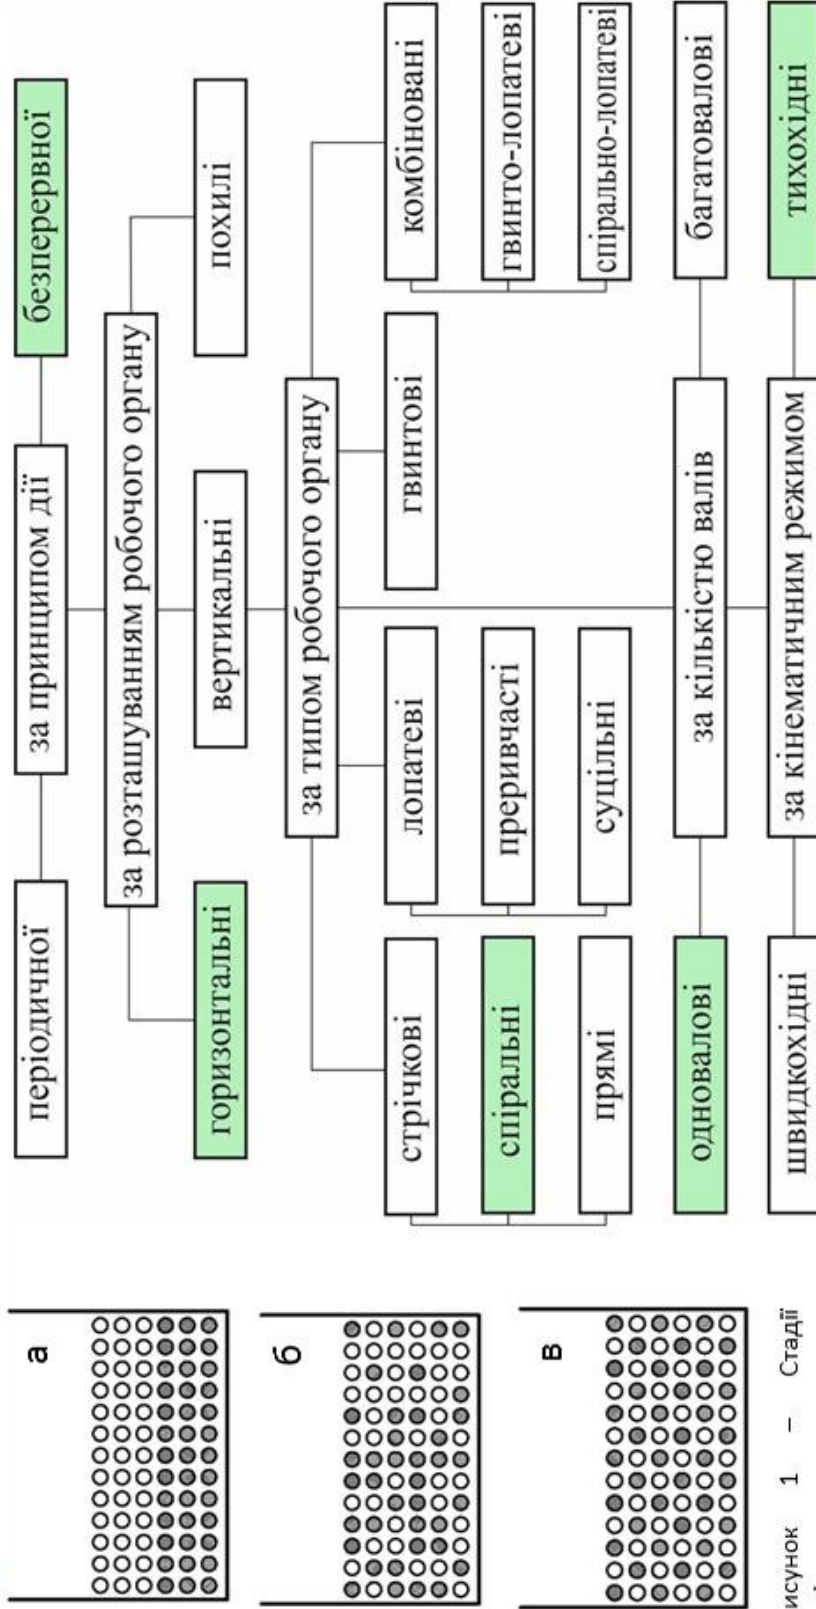 а
б
в
исунок 1 – Стадії
за принципом дії
періодичної
безперервної
за розташуванням робочого органу
горизонтальні
вертикальні
похилі
за типом робочого органу
стрічкові
лопатеві
гвинтові
комбіновані
спіральні
преривчасті
гвинто-лопатеві
прямі
суцільні
спірально-лопатеві
за кількістю валів
одновалові
багатовалові
за кінематичним режимом
швидкохідні
тихохідні